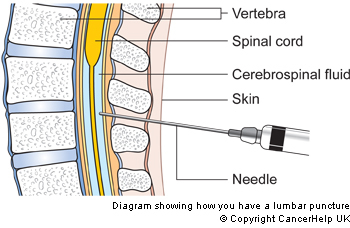 Vertebra
Spinal cord
Cerebrospinal fluid
Skin
Needle
Diagram showing how you have a lumbar puncture
© Copyright CancerHelp UK